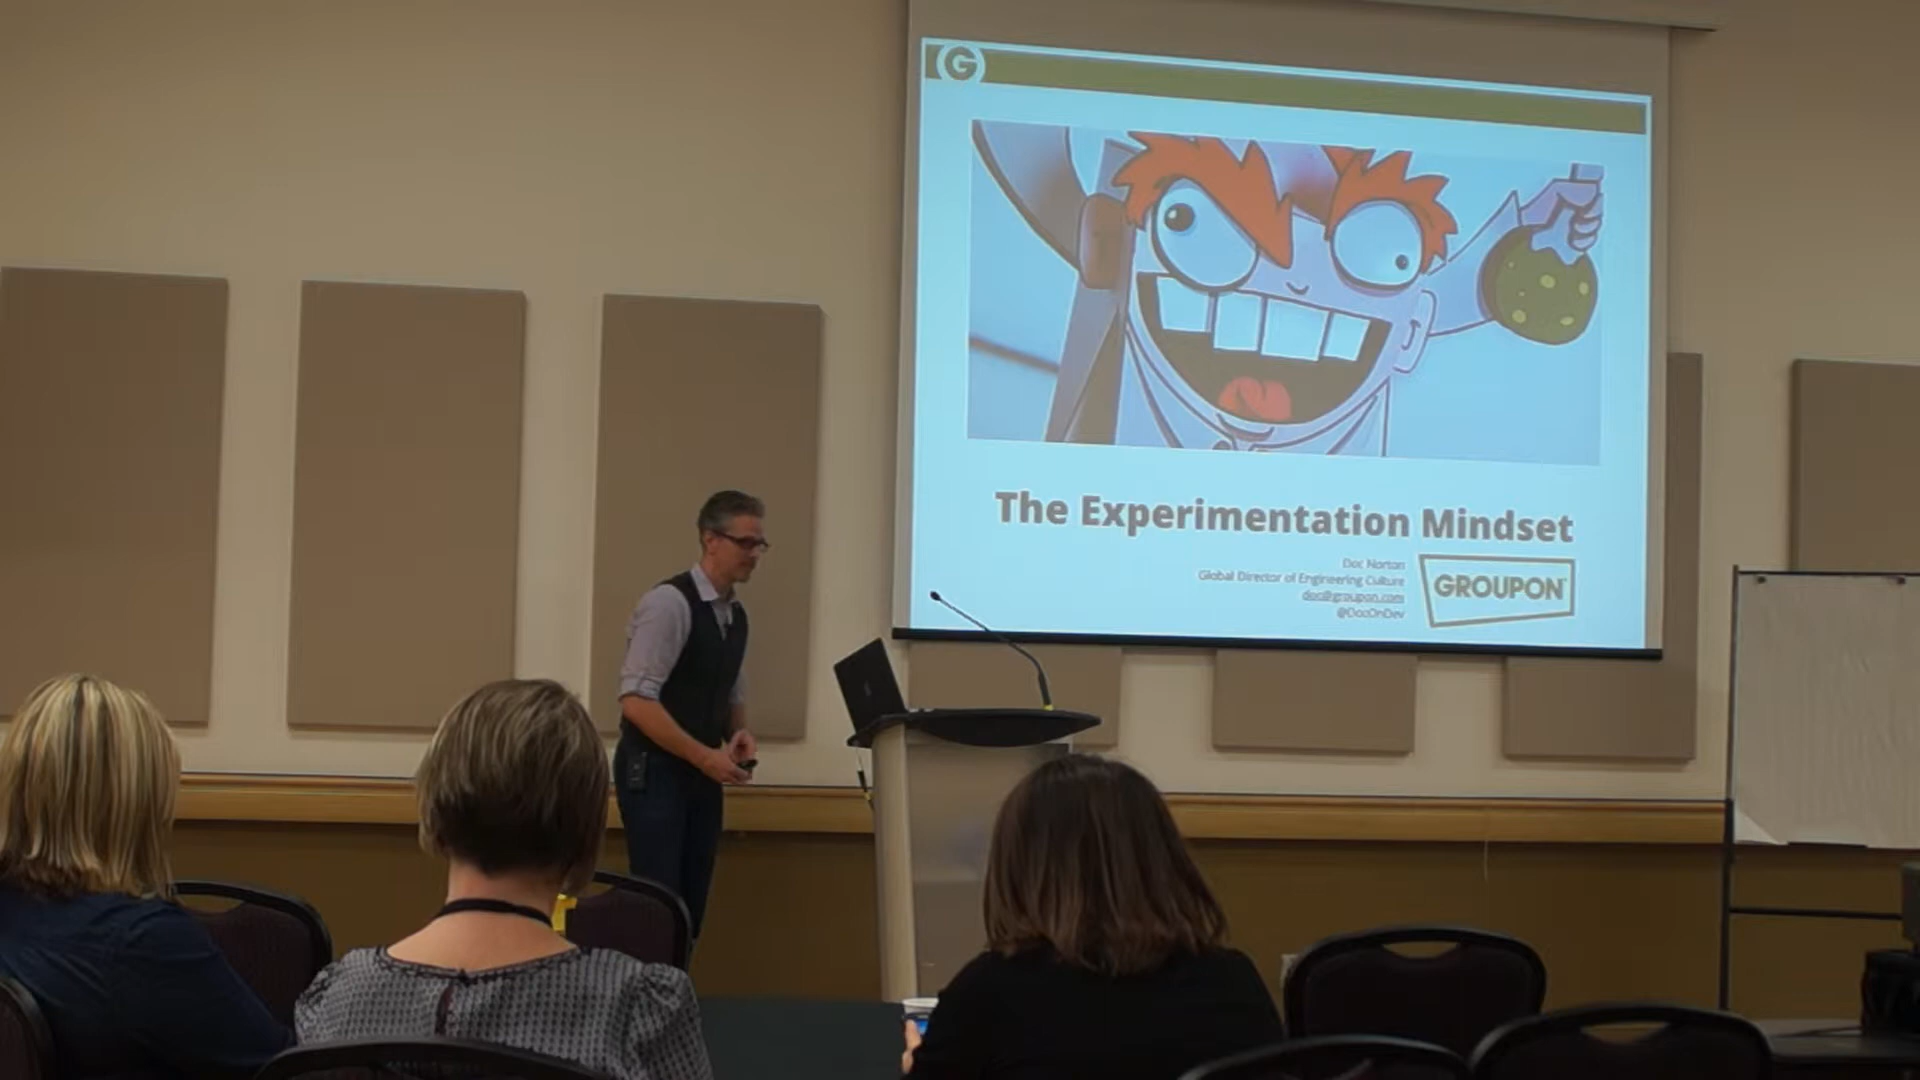 G
The Experimentation Mindset
Doc Norton
Global Director of Engineering Culture
doc@groupon.com
@DocOnDev
GROUPON